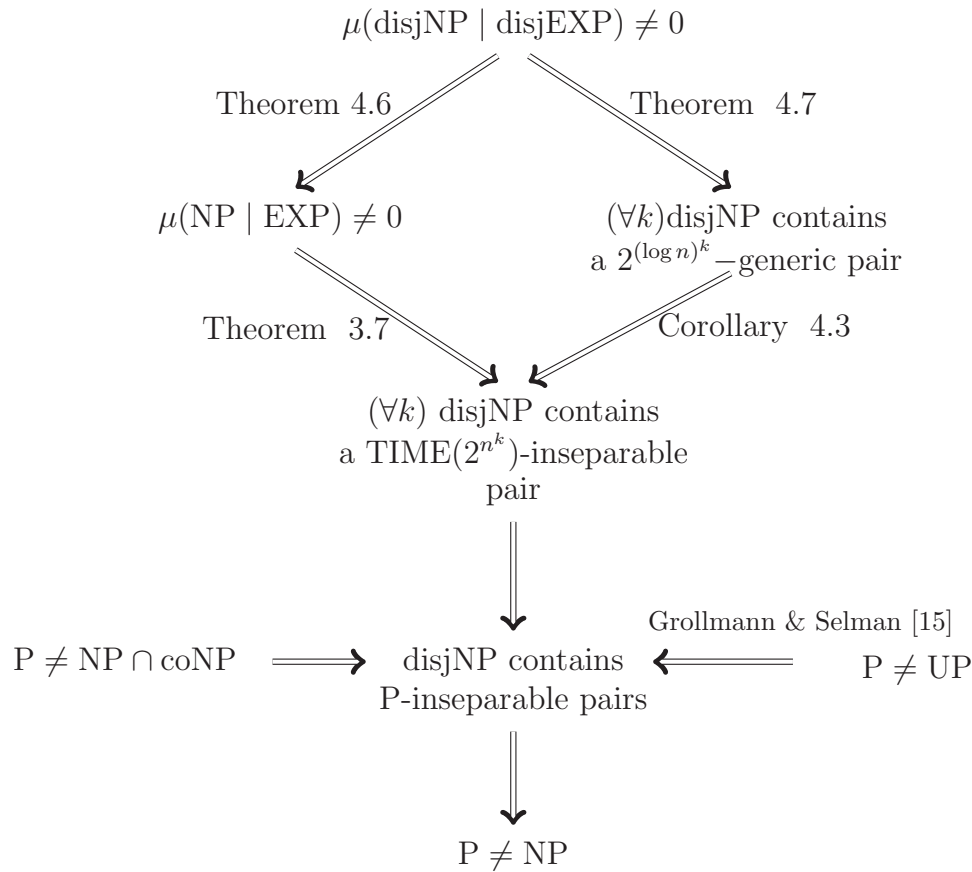 μ(disjNP | disjEXP) ≠ 0
Theorem 4.6
Theorem 4.7
μ(NP | EXP) ≠ 0
(∀k)disjNP contains
a 2^{(log n)^k}−generic pair
Theorem 3.7
Corollary 4.3
(∀k) disjNP contains
a TIME(2^{n^k})-inseparable
pair
Grollmann & Selman [15]
P ≠ NP ∩ coNP
disjNP contains
P-inseparable pairs
P ≠ UP
P ≠ NP